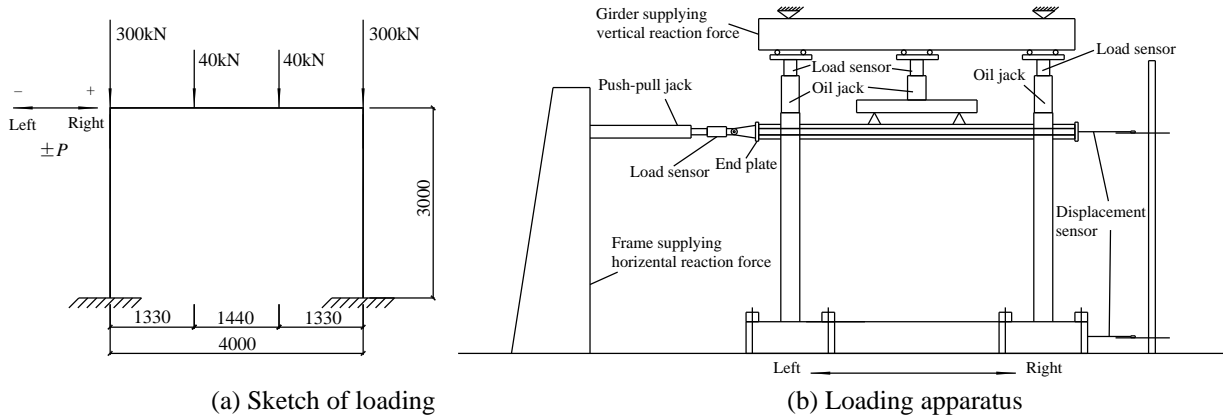 300kN
300kN
40kN
40kN
− +
Left Right
±P
3000
1330 1440 1330
4000
(a) Sketch of loading
Girder supplying
vertical reaction force
Load sensor
Load sensor
Oil jack
Oil jack
Push-pull jack
Load sensor
End plate
Displacement
sensor
Frame supplying
horizental reaction force
Left Right
(b) Loading apparatus